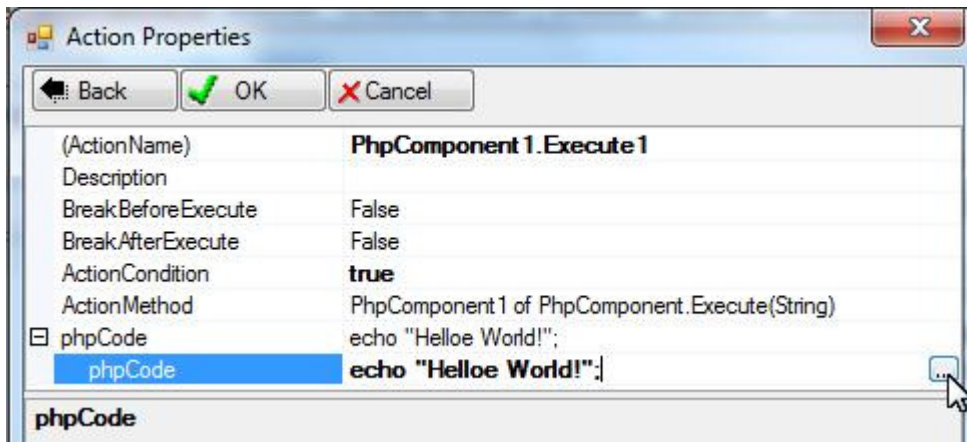 Action Properties
Back OK Cancel
(ActionName) PhpComponent1.Execute1
Description
BreakBeforeExecute False
BreakAfterExecute False
ActionCondition true
ActionMethod PhpComponent1 of PhpComponent.Execute(String)
phpCode echo "Helloe World!";
phpCode echo "Helloe World!"; ...
phpCode